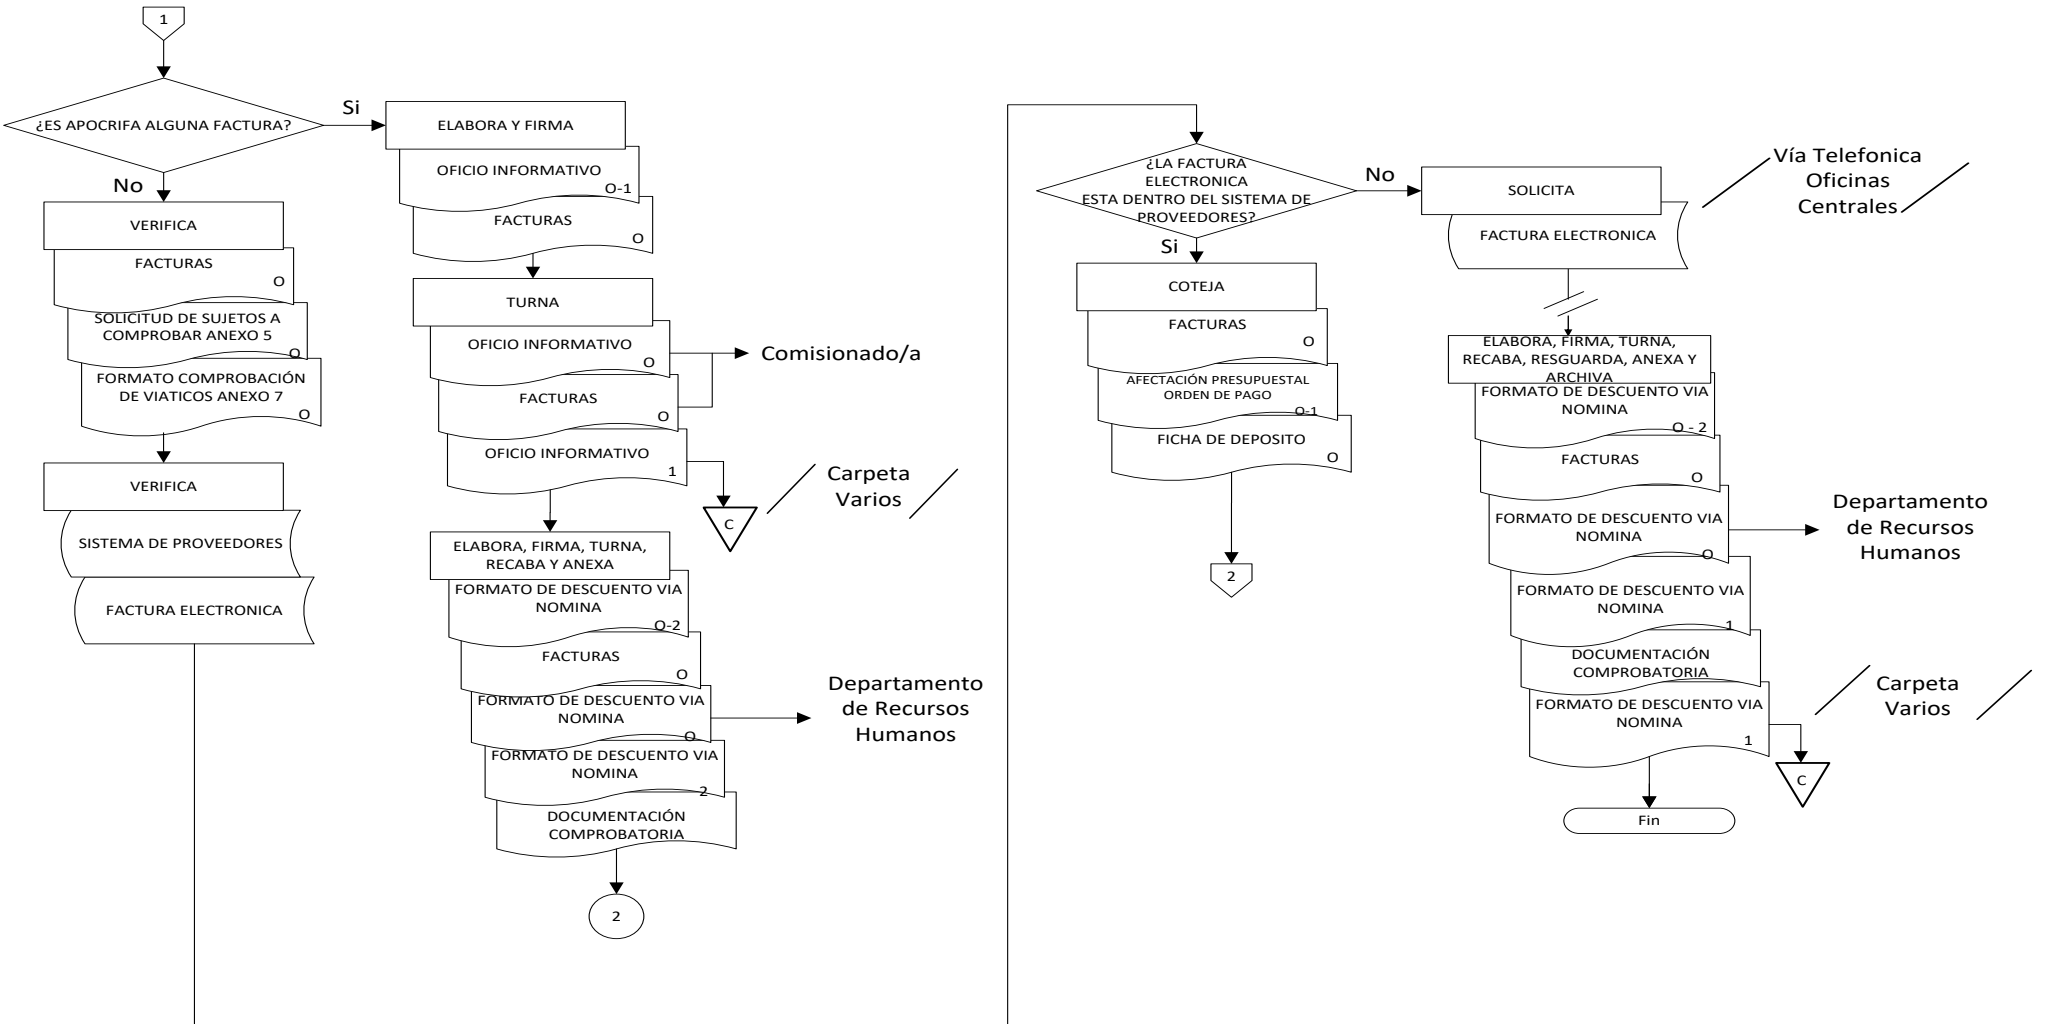 1
¿ES APOCRIFA ALGUNA FACTURA?
Si
No
VERIFICA
FACTURAS
O
SOLICITUD DE SUJETOS A
COMPROBAR ANEXO 5
O
FORMATO COMPROBACIÓN
DE VIATICOS ANEXO 7
O
VERIFICA
SISTEMA DE PROVEEDORES
FACTURA ELECTRONICA
ELABORA Y FIRMA
OFICIO INFORMATIVO
O-1
FACTURAS
O
TURNA
OFICIO INFORMATIVO
O
Comisionado/a
FACTURAS
O
OFICIO INFORMATIVO
1
Carpeta
Varios
C
ELABORA, FIRMA, TURNA,
RECABA Y ANEXA
FORMATO DE DESCUENTO VIA
NOMINA
O-2
FACTURAS
O
FORMATO DE DESCUENTO VIA
NOMINA
O
Departamento
de Recursos
Humanos
FORMATO DE DESCUENTO VIA
NOMINA
2
DOCUMENTACIÓN
COMPROBATORIA
2
¿LA FACTURA
ELECTRONICA
ESTA DENTRO DEL SISTEMA DE
PROVEEDORES?
No
Si
COTEJA
FACTURAS
O
AFECTACIÓN PRESUPUESTAL
ORDEN DE PAGO
O-1
FICHA DE DEPOSITO
O
2
SOLICITA
FACTURA ELECTRONICA
Vía Telefonica
Oficinas
Centrales
ELABORA, FIRMA, TURNA,
RECABA, RESGUARDA, ANEXA Y
ARCHIVA
FORMATO DE DESCUENTO VIA
NOMINA
O - 2
FACTURAS
O
FORMATO DE DESCUENTO VIA
NOMINA
O
Departamento
de Recursos
Humanos
FORMATO DE DESCUENTO VIA
NOMINA
1
DOCUMENTACIÓN
COMPROBATORIA
FORMATO DE DESCUENTO VIA
NOMINA
1
Carpeta
Varios
C
Fin